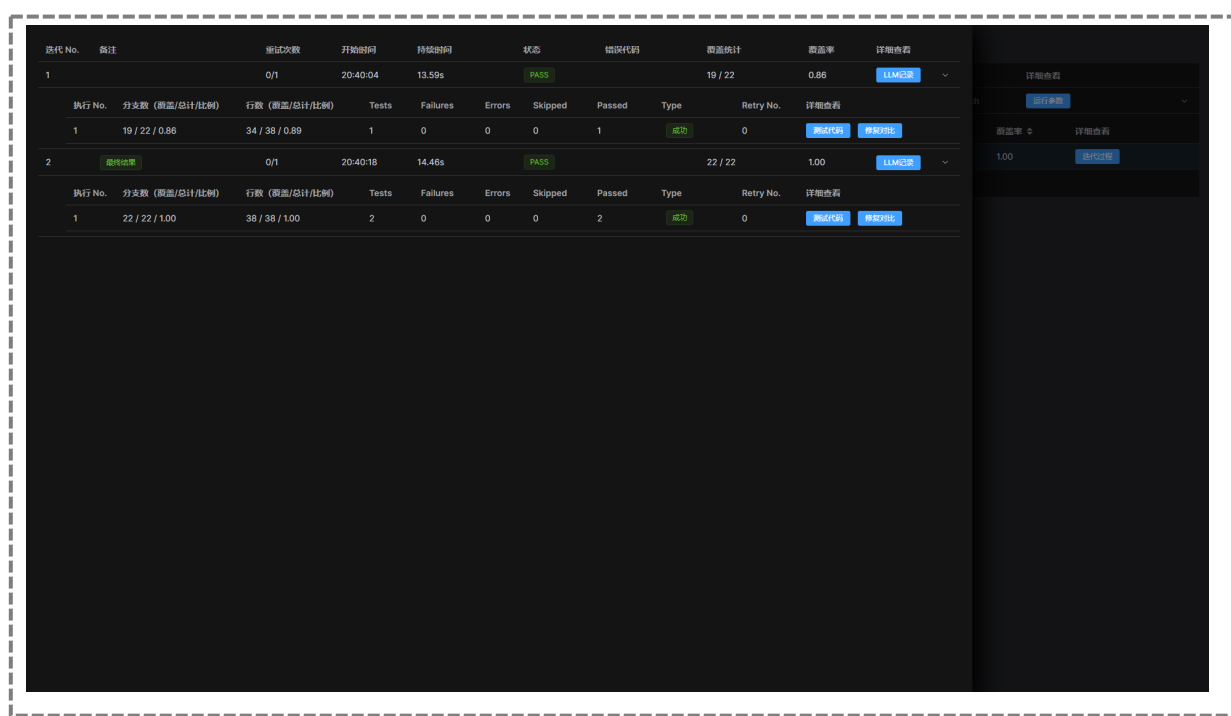 迭代 No. 备注 重试次数 开始时间 持续时间 状态 错误代码 覆盖统计 覆盖率 详细查看
1 0/1 20:40:04 13.59s PASS 19 / 22 0.86 LLM记录
执行 No. 分支数（覆盖/总计/比例） 行数（覆盖/总计/比例） Tests Failures Errors Skipped Passed Type Retry No. 详细查看
1 19 / 22 / 0.86 34 / 38 / 0.89 1 0 0 0 1 成功 0 测试代码 修复对比
2 最终结果 0/1 20:40:18 14.46s PASS 22 / 22 1.00 LLM记录
执行 No. 分支数（覆盖/总计/比例） 行数（覆盖/总计/比例） Tests Failures Errors Skipped Passed Type Retry No. 详细查看
1 22 / 22 / 1.00 38 / 38 / 1.00 2 0 0 0 2 成功 0 测试代码 修复对比
详细查看
运行参数
覆盖率 详细查看
1.00 迭代过程